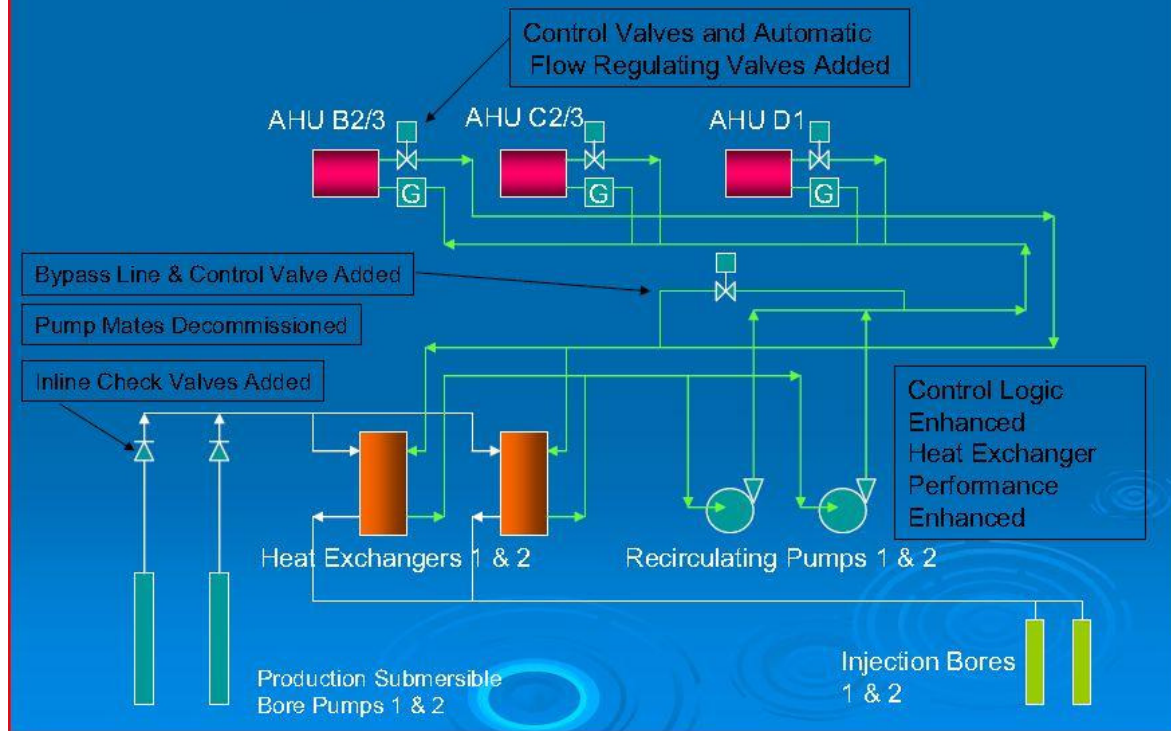 Control Valves and Automatic
Flow Regulating Valves Added
AHU B2/3
AHU C2/3
AHU D1
G
G
G
Bypass Line & Control Valve Added
Pump Mates Decommissioned
Inline Check Valves Added
Control Logic
Enhanced
Heat Exchanger
Performance
Enhanced
Heat Exchangers 1 & 2
Recirculating Pumps 1 & 2
Production Submersible
Bore Pumps 1 & 2
Injection Bores
1 & 2